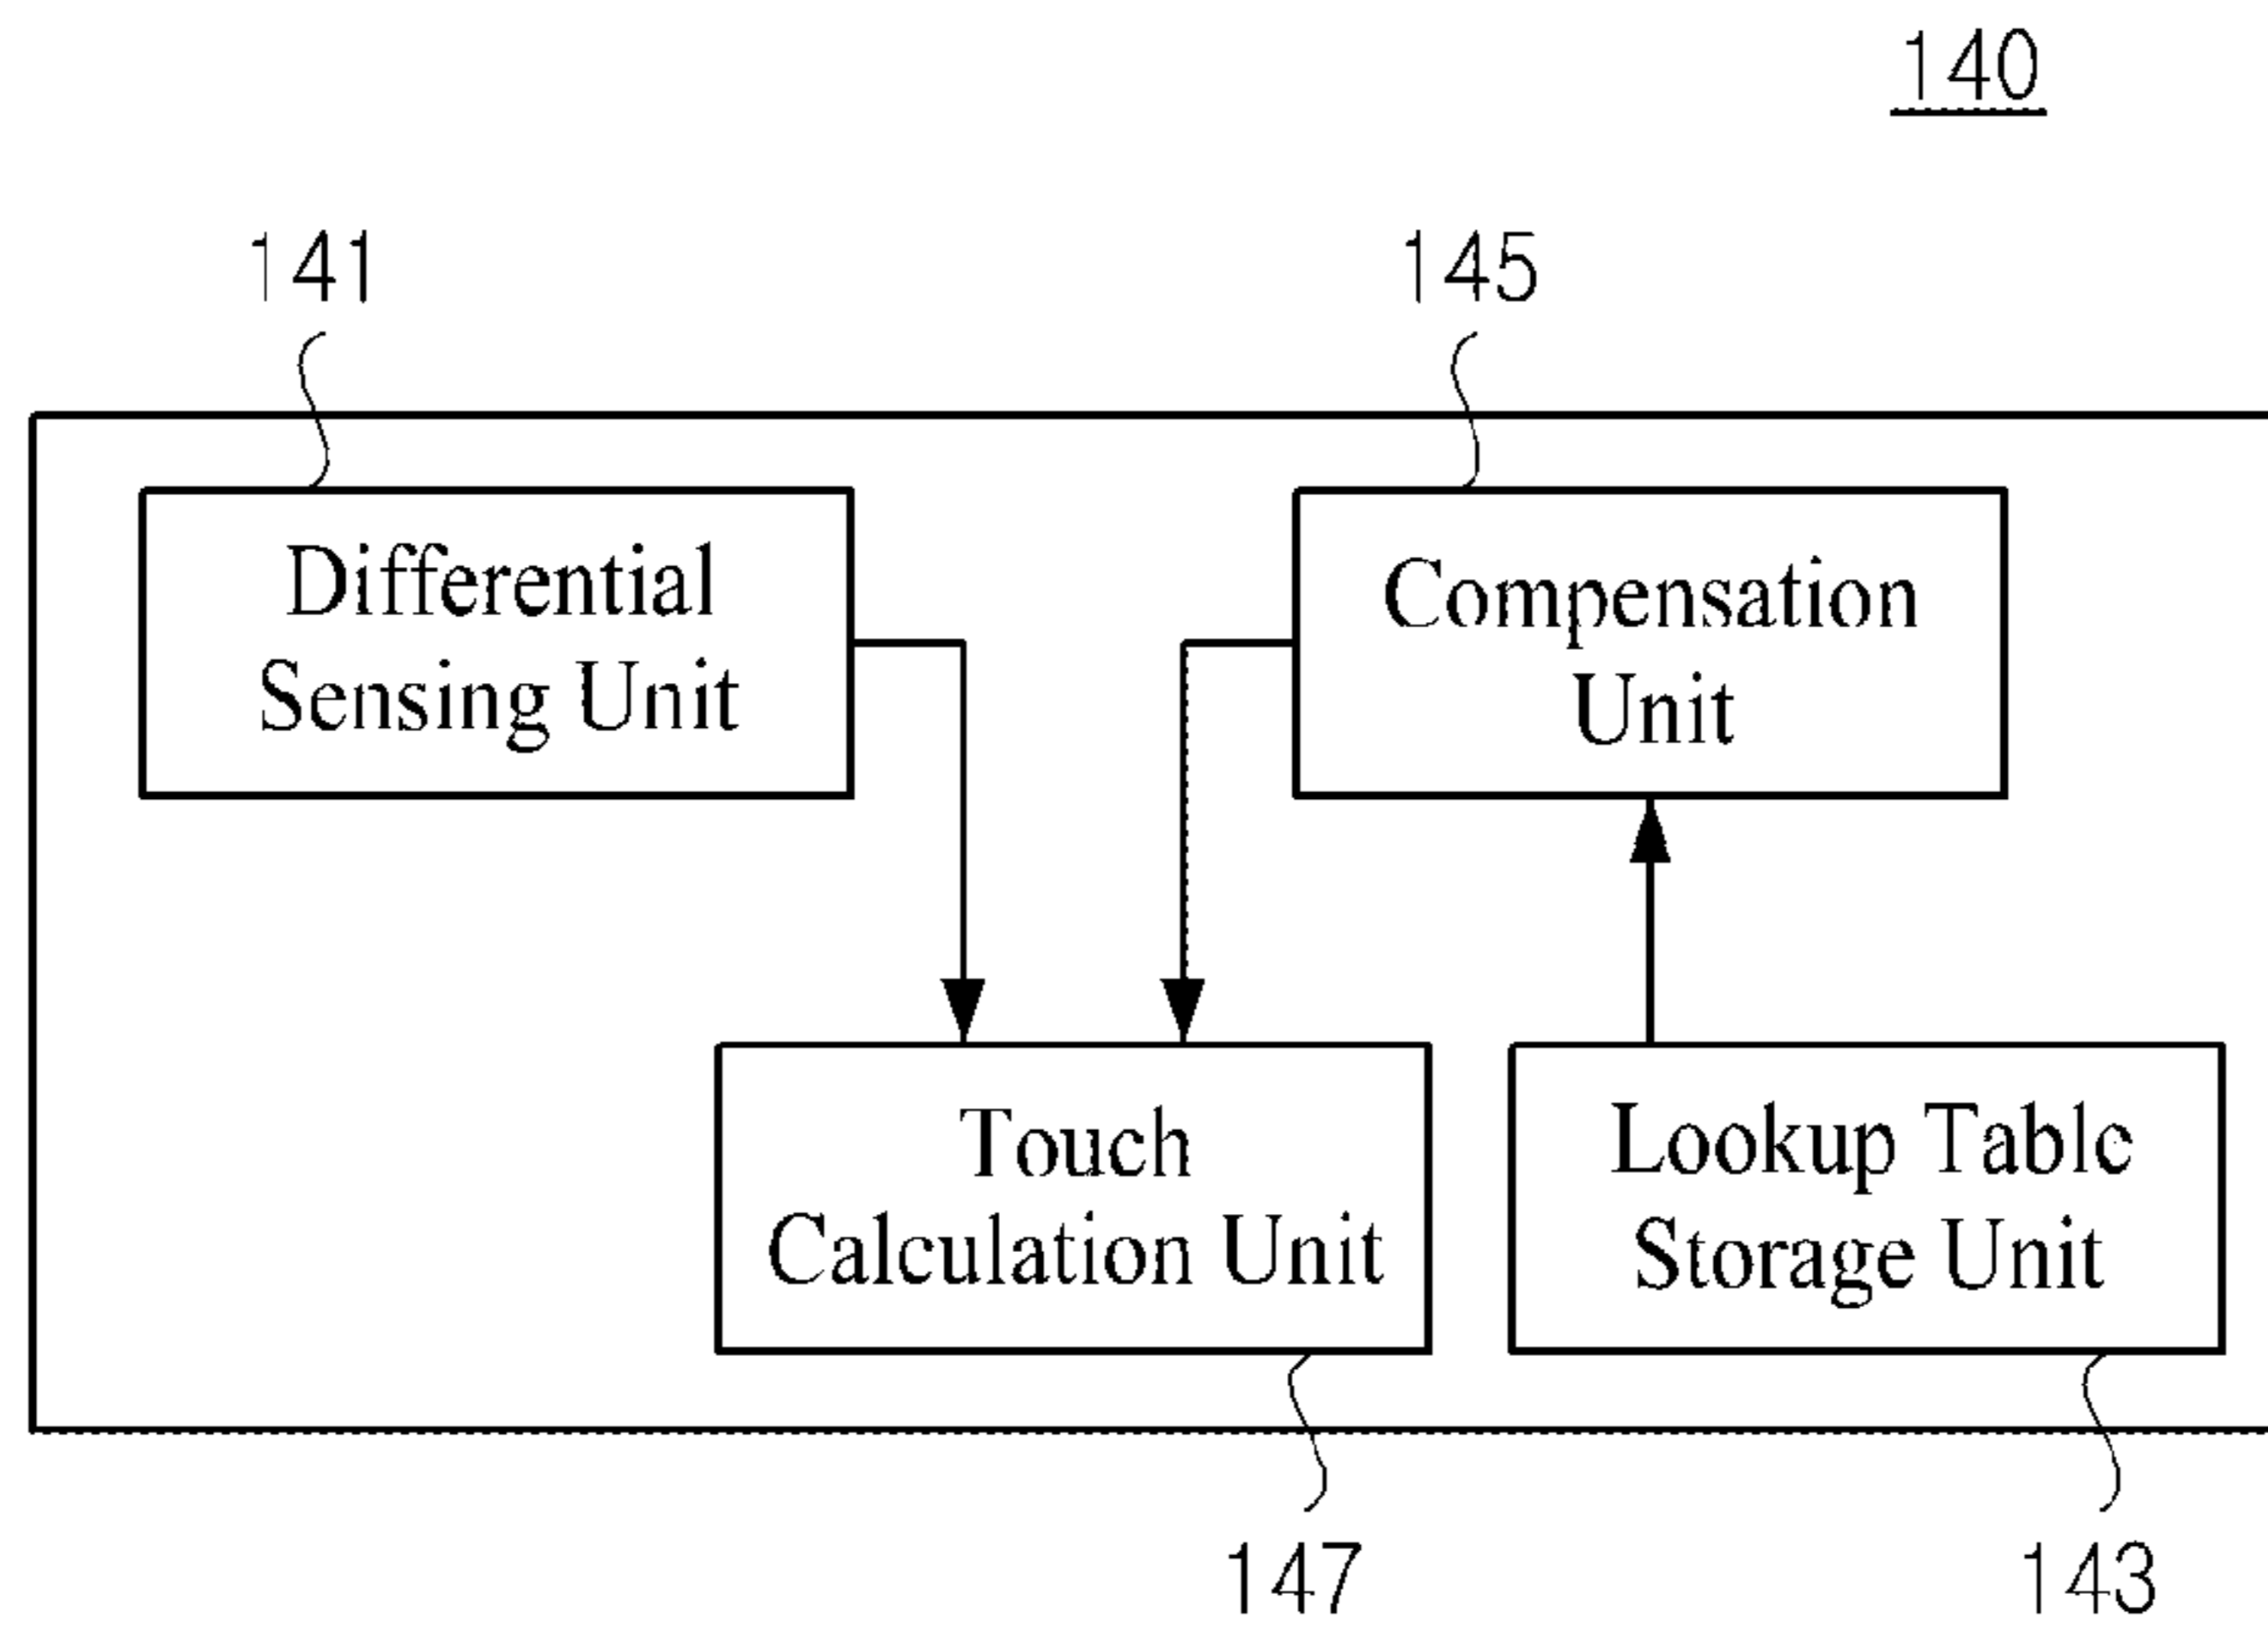 140
141
145
Differential
Sensing Unit
Compensation
Unit
Touch
Calculation Unit
Lookup Table
Storage Unit
147
143